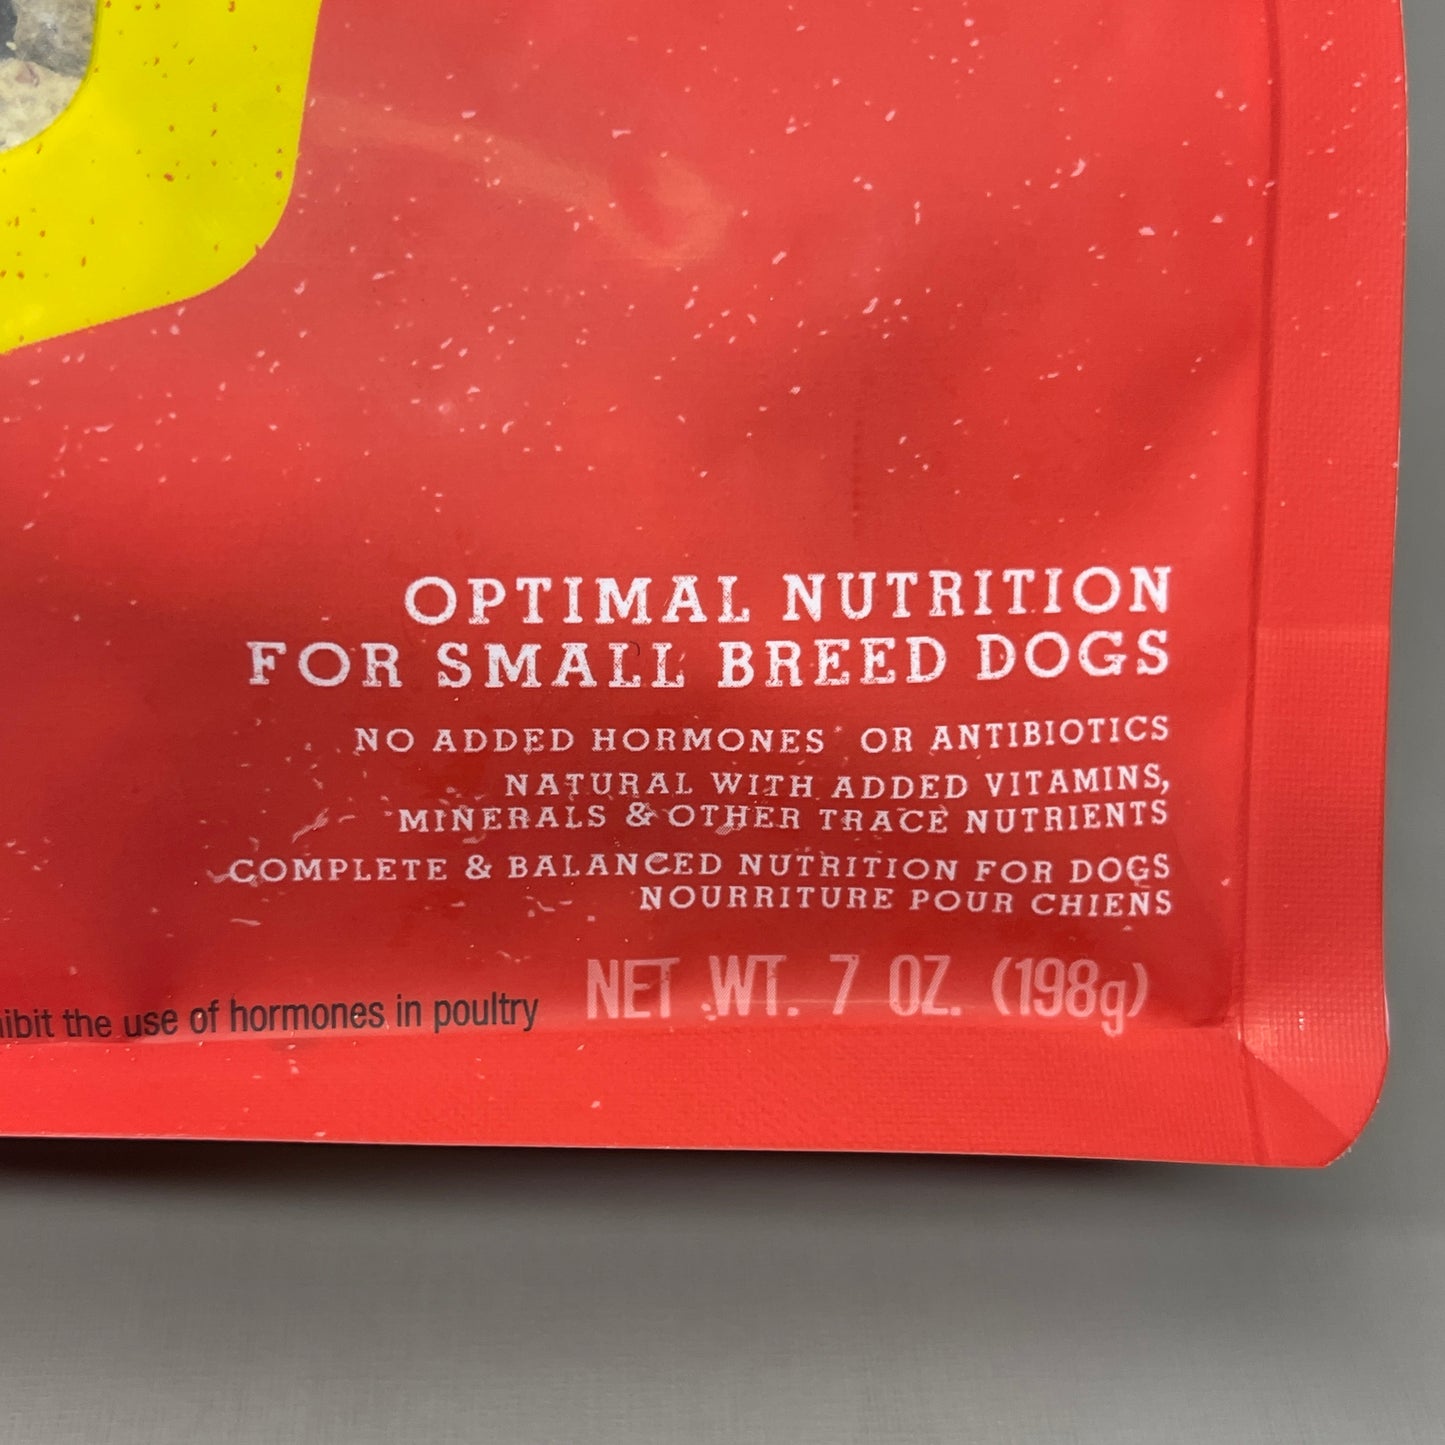 OPTIMAL NUTRITION
FOR SMALL BREED DOGS
NO ADDED HORMONES* OR ANTIBIOTICS
NATURAL WITH ADDED VITAMINS,
MINERALS & OTHER TRACE NUTRIENTS
COMPLETE & BALANCED NUTRITION FOR DOGS
NOURRITURE POUR CHIENS
NET WT. 7 OZ. (198g)
the use of hormones in poultry